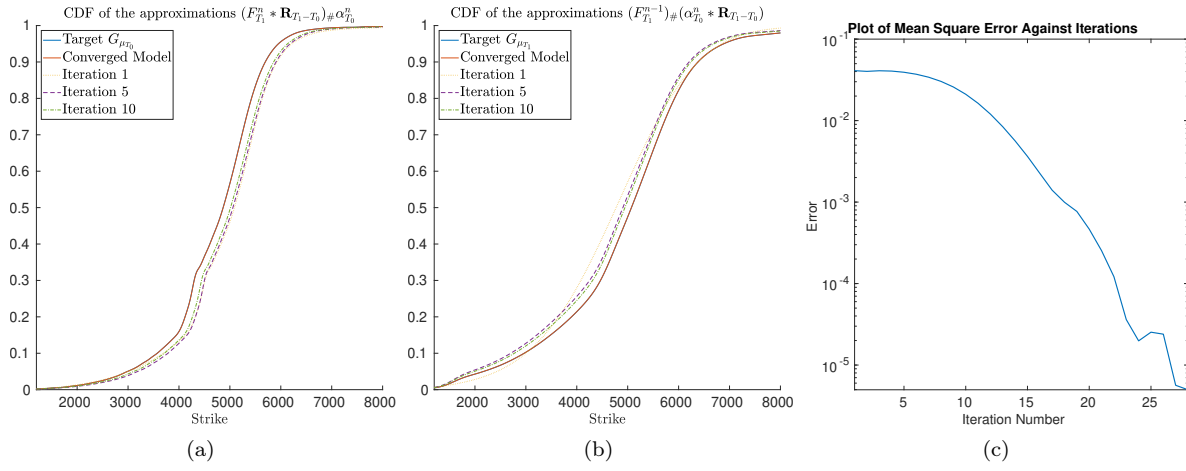 CDF of the approximations $(F^n_{T_1} * \mathbf{R}_{T_1-T_0})_\# \alpha^n_{T_0}$
Target $G_{\mu_{T_0}}$
Converged Model
Iteration 1
Iteration 5
Iteration 10
1
0.9
0.8
0.7
0.6
0.5
0.4
0.3
0.2
0.1
0
2000 3000 4000 5000 6000 7000 8000
Strike
(a)
CDF of the approximations $(F^{n-1}_{T_1})_\#(\alpha^n_{T_0} * \mathbf{R}_{T_1-T_0})$
Target $G_{\mu_{T_1}}$
Converged Model
Iteration 1
Iteration 5
Iteration 10
1
0.9
0.8
0.7
0.6
0.5
0.4
0.3
0.2
0.1
0
2000 3000 4000 5000 6000 7000 8000
Strike
(b)
Plot of Mean Square Error Against Iterations
10^{-1}
10^{-2}
10^{-3}
10^{-4}
10^{-5}
Error
5 10 15 20 25
Iteration Number
(c)